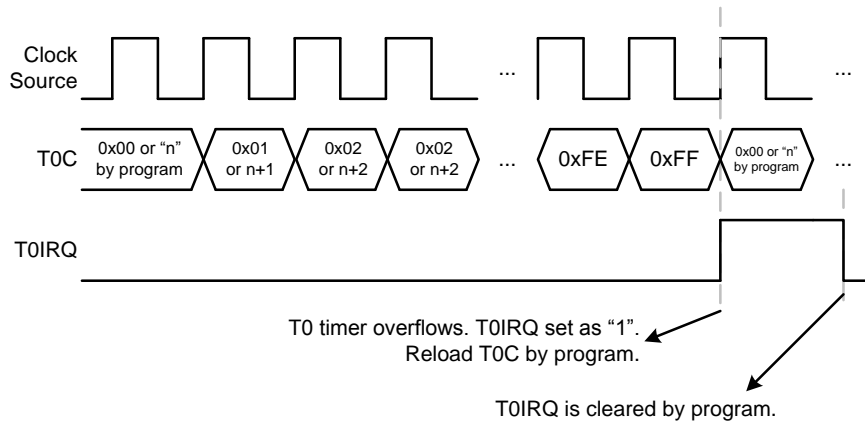 Clock
Source
...
...
T0C
0x00 or “n”
by program
0x01
or n+1
0x02
or n+2
0x02
or n+2
...
0xFE
0xFF
0x00 or “n”
by program
...
T0IRQ
T0 timer overflows. T0IRQ set as “1”.
Reload T0C by program.
T0IRQ is cleared by program.